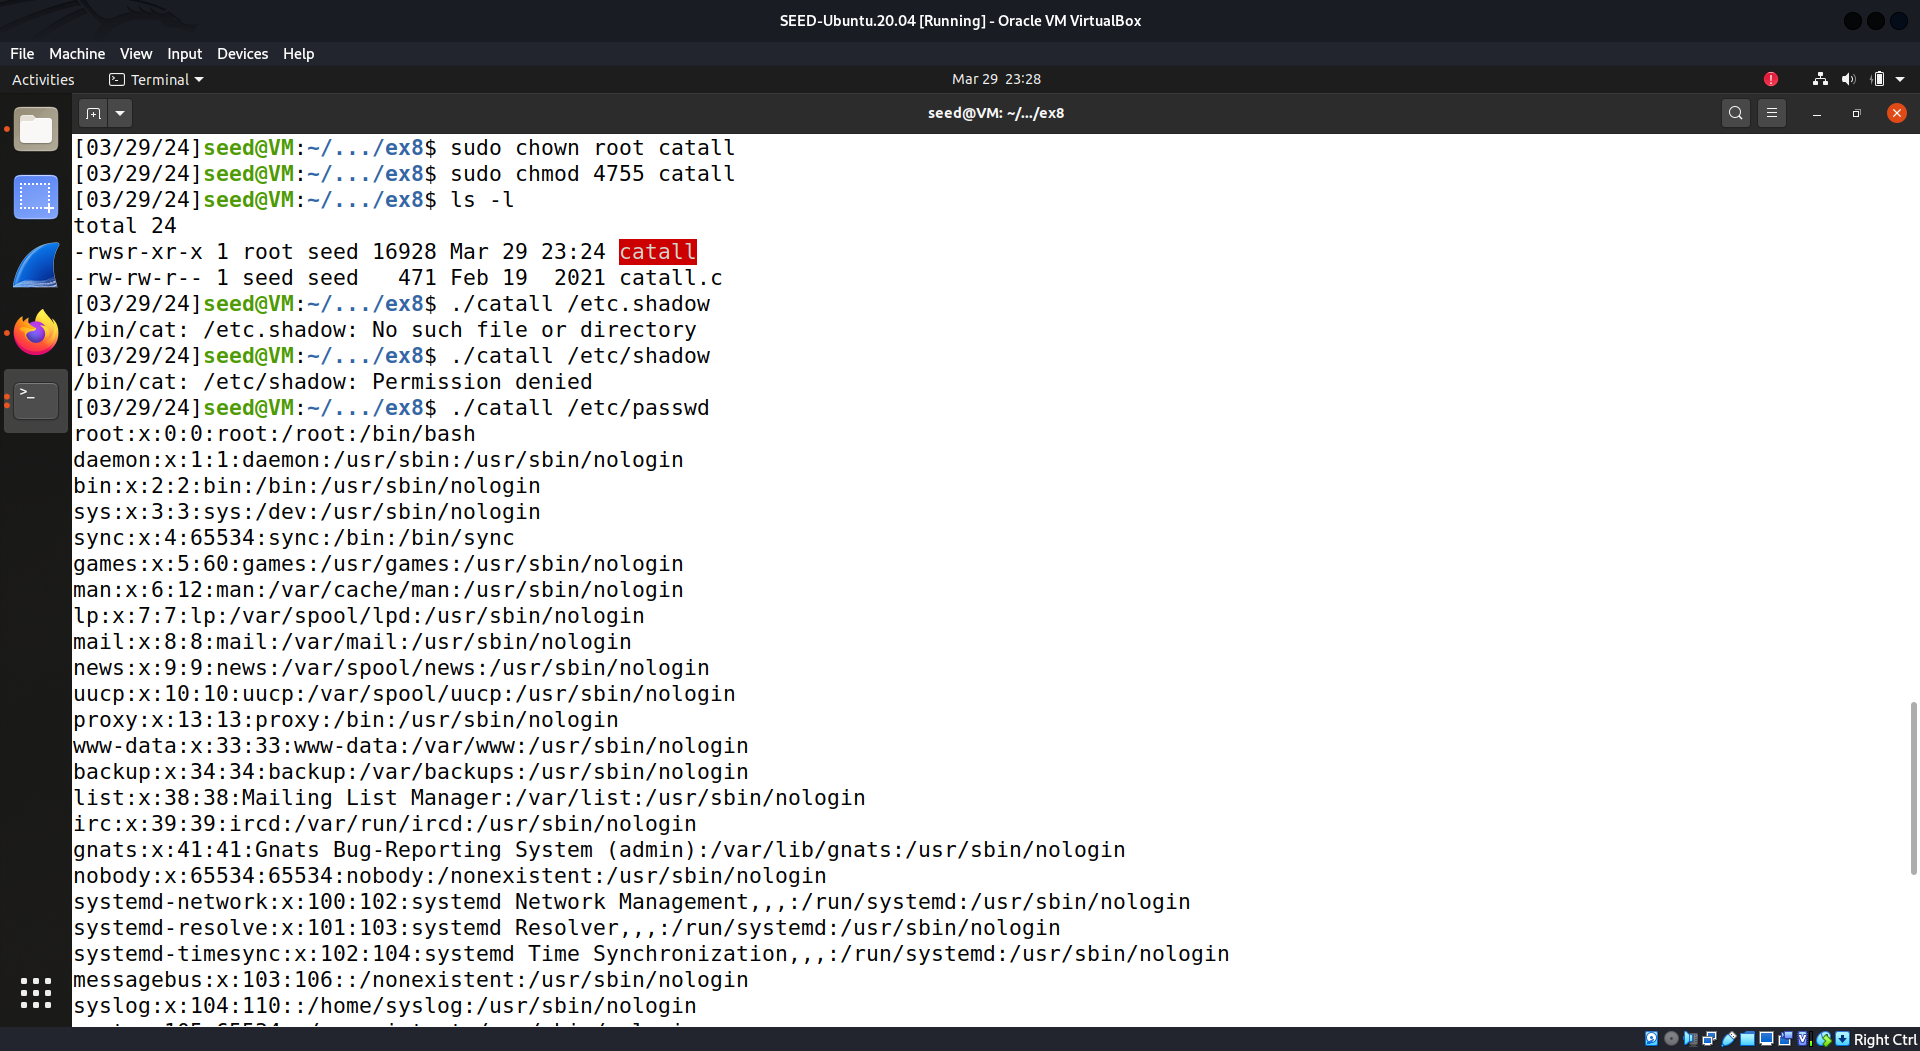 SEED-Ubuntu.20.04 [Running] - Oracle VM VirtualBox
File Machine View Input Devices Help
Activities Terminal Mar 29 23:28
seed@VM: ~/.../ex8
[03/29/24]seed@VM:~/.../ex8$ sudo chown root catall
[03/29/24]seed@VM:~/.../ex8$ sudo chmod 4755 catall
[03/29/24]seed@VM:~/.../ex8$ ls -l
total 24
-rwsr-xr-x 1 root seed 16928 Mar 29 23:24 catall
-rw-rw-r-- 1 seed seed   471 Feb 19  2021 catall.c
[03/29/24]seed@VM:~/.../ex8$ ./catall /etc.shadow
/bin/cat: /etc.shadow: No such file or directory
[03/29/24]seed@VM:~/.../ex8$ ./catall /etc/shadow
/bin/cat: /etc/shadow: Permission denied
[03/29/24]seed@VM:~/.../ex8$ ./catall /etc/passwd
root:x:0:0:root:/root:/bin/bash
daemon:x:1:1:daemon:/usr/sbin:/usr/sbin/nologin
bin:x:2:2:bin:/bin:/usr/sbin/nologin
sys:x:3:3:sys:/dev:/usr/sbin/nologin
sync:x:4:65534:sync:/bin:/bin/sync
games:x:5:60:games:/usr/games:/usr/sbin/nologin
man:x:6:12:man:/var/cache/man:/usr/sbin/nologin
lp:x:7:7:lp:/var/spool/lpd:/usr/sbin/nologin
mail:x:8:8:mail:/var/mail:/usr/sbin/nologin
news:x:9:9:news:/var/spool/news:/usr/sbin/nologin
uucp:x:10:10:uucp:/var/spool/uucp:/usr/sbin/nologin
proxy:x:13:13:proxy:/bin:/usr/sbin/nologin
www-data:x:33:33:www-data:/var/www:/usr/sbin/nologin
backup:x:34:34:backup:/var/backups:/usr/sbin/nologin
list:x:38:38:Mailing List Manager:/var/list:/usr/sbin/nologin
irc:x:39:39:ircd:/var/run/ircd:/usr/sbin/nologin
gnats:x:41:41:Gnats Bug-Reporting System (admin):/var/lib/gnats:/usr/sbin/nologin
nobody:x:65534:65534:nobody:/nonexistent:/usr/sbin/nologin
systemd-network:x:100:102:systemd Network Management,,,:/run/systemd:/usr/sbin/nologin
systemd-resolve:x:101:103:systemd Resolver,,,:/run/systemd:/usr/sbin/nologin
systemd-timesync:x:102:104:systemd Time Synchronization,,,:/run/systemd:/usr/sbin/nologin
messagebus:x:103:106::/nonexistent:/usr/sbin/nologin
syslog:x:104:110::/home/syslog:/usr/sbin/nologin
Right Ctrl